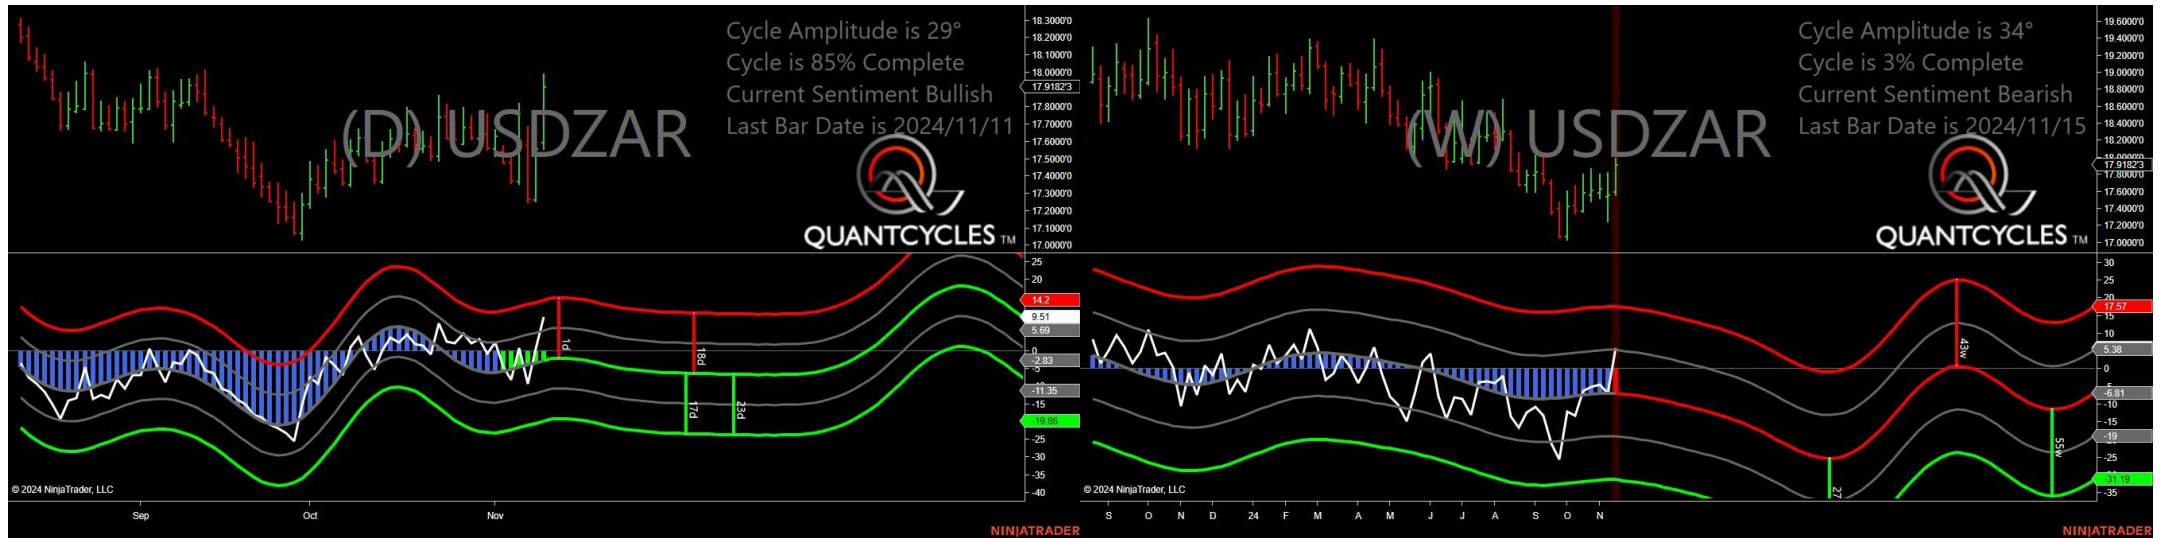 Cycle Amplitude is 29°
Cycle is 85% Complete
Current Sentiment Bullish
Last Bar Date is 2024/11/11
(D) USDZAR
QUANTCYCLES TM
18.3000'0
18.2000'0
18.1000'0
18.0000'0
17.9182'3
17.8000'0
17.7000'0
17.6000'0
17.5000'0
17.4000'0
17.3000'0
17.2000'0
17.1000'0
17.0000'0
25
20
14.2
9.51
5.69
0
-2.83
-5
-11.35
-15
-19.86
-25
-30
-35
-40
1d
18d
17d
23d
© 2024 NinjaTrader, LLC
Sep
Oct
Nov
NINJATRADER
Cycle Amplitude is 34°
Cycle is 3% Complete
Current Sentiment Bearish
Last Bar Date is 2024/11/15
(W) USDZAR
QUANTCYCLES TM
19.6000'0
19.4000'0
19.2000'0
19.0000'0
18.8000'0
18.6000'0
18.4000'0
18.2000'0
18.0000'0
17.9182'3
17.8000'0
17.6000'0
17.4000'0
17.2000'0
17.0000'0
30
25
20
17.57
15
10
5.38
0
-5
-6.81
-10
-15
-19
-25
-31.19
-35
43w
55w
27
© 2024 NinjaTrader, LLC
S
O
N
D
24
F
M
A
M
J
J
A
S
O
N
NINJATRADER